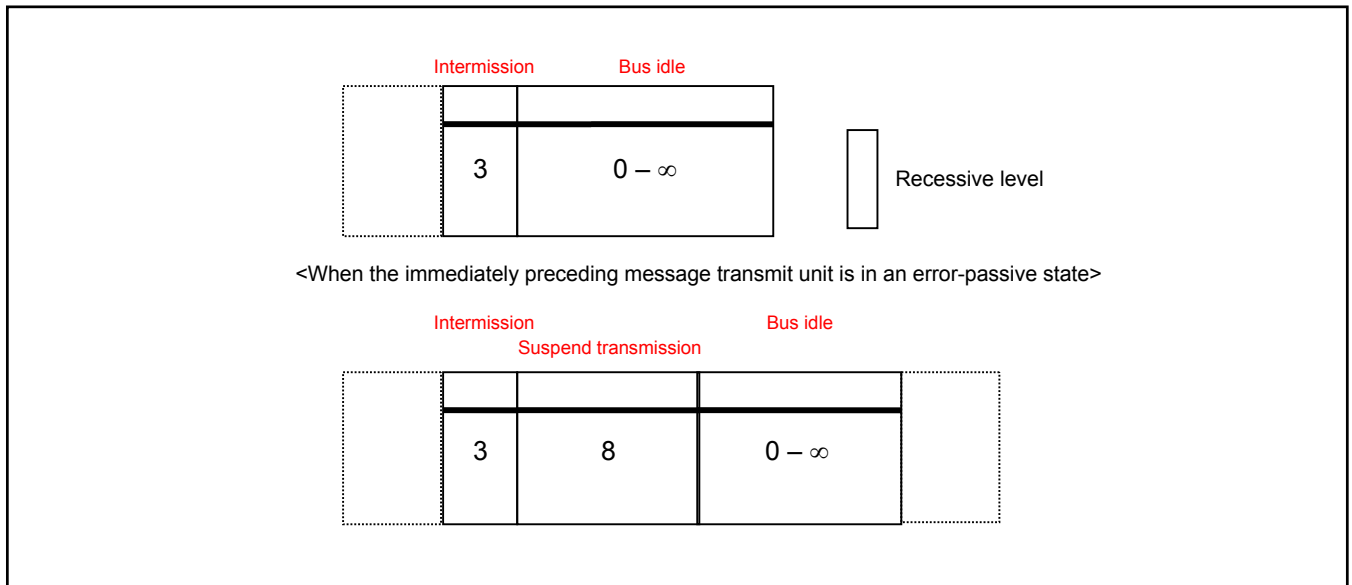 Intermission Bus idle
3 0 – ∞
Recessive level
<When the immediately preceding message transmit unit is in an error-passive state>
Intermission Bus idle
Suspend transmission
3 8 0 – ∞